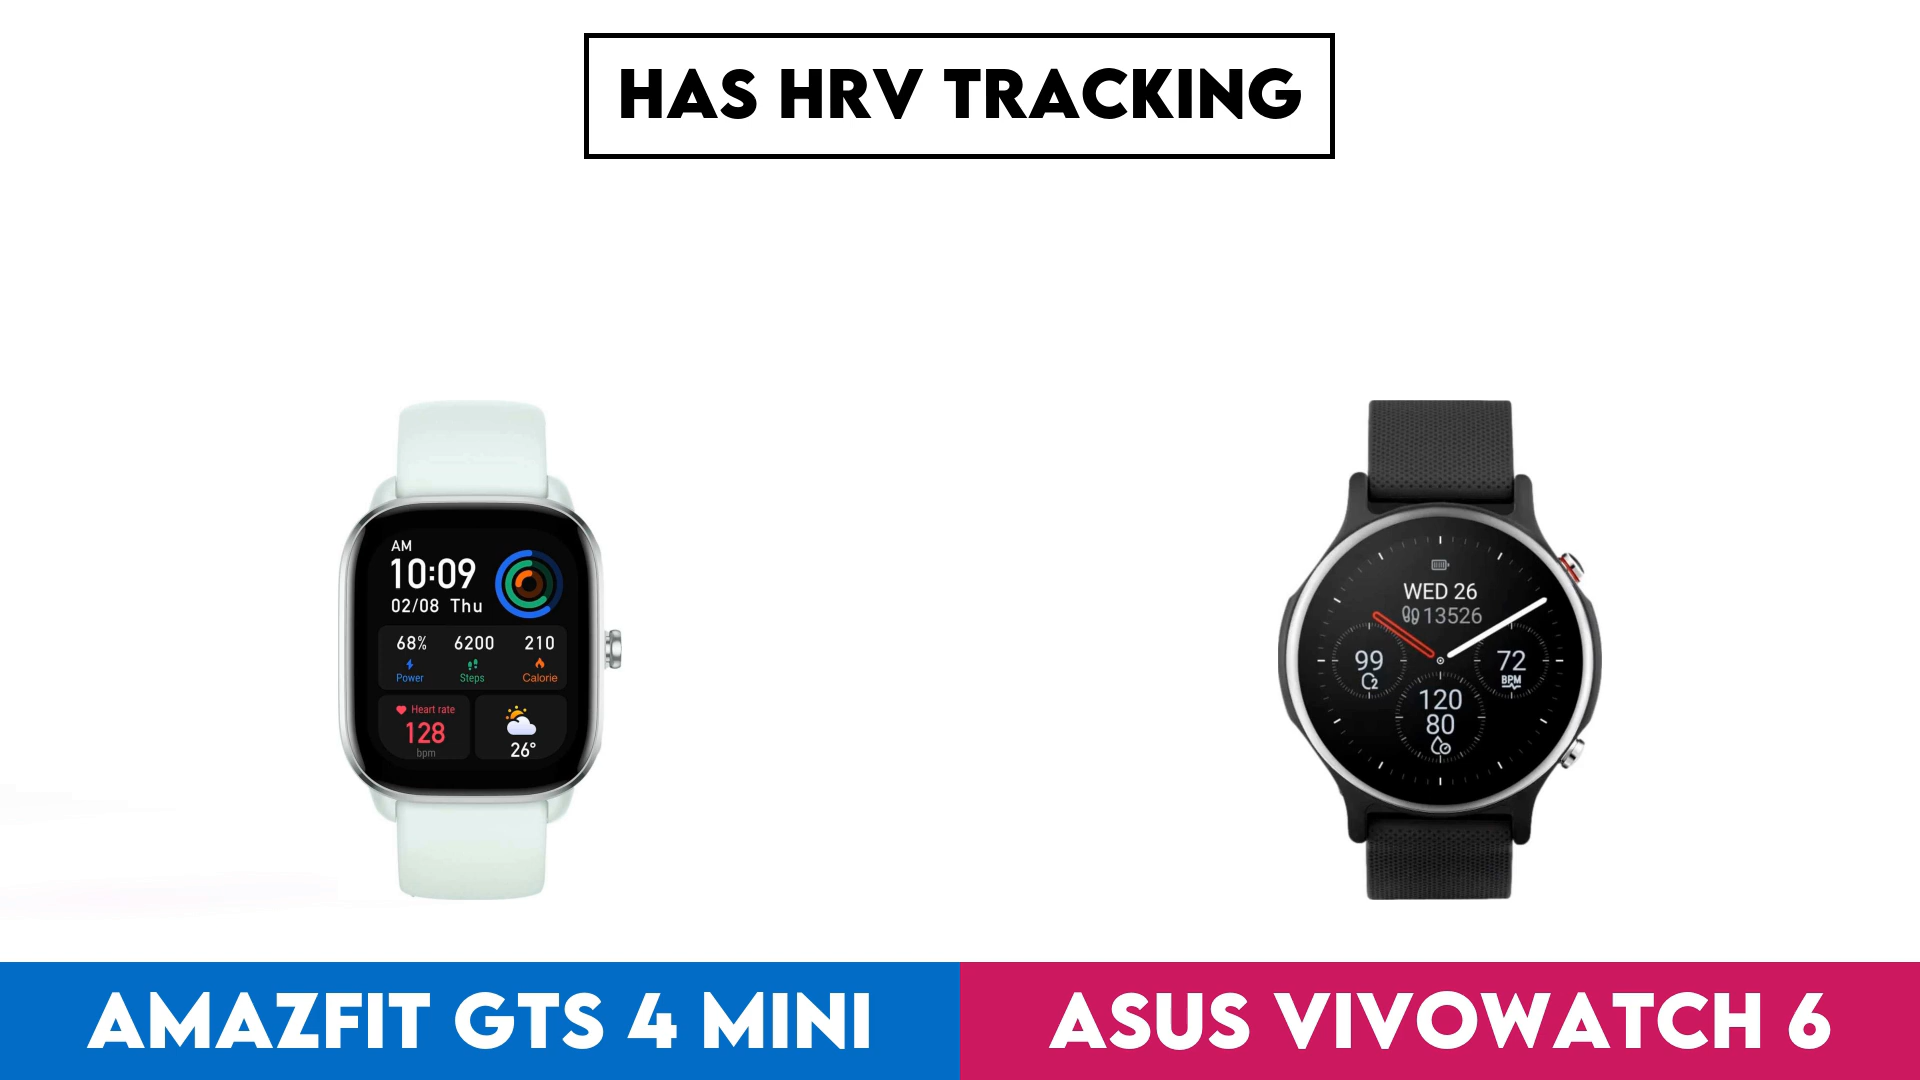 HAS HRV TRACKING
AM
10:09
02/08 Thu
68% 6200 210
Power Steps Calorie
Heart rate
128
bpm
26°
WED 26
13526
99
72
BPM
120
80
AMAZFIT GTS 4 MINI
ASUS VIVOWATCH 6